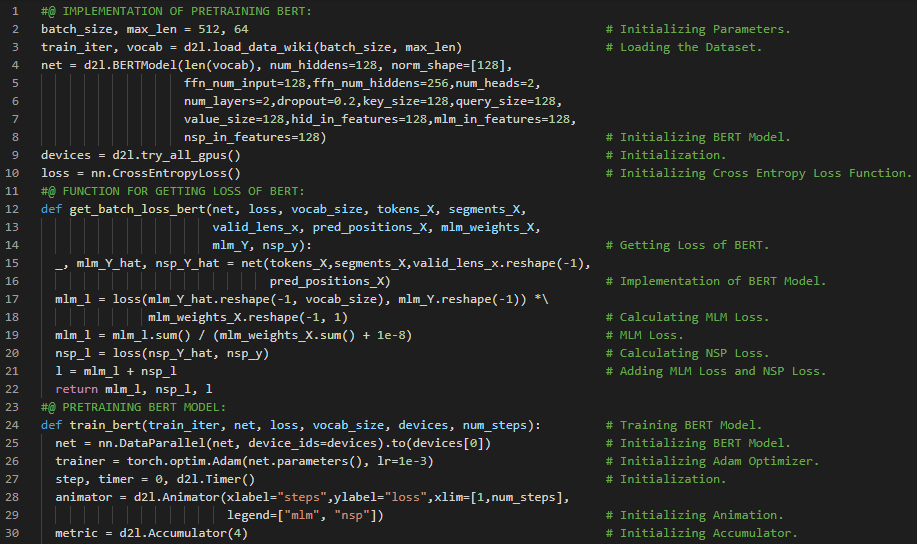 1 #@ IMPLEMENTATION OF PRETRAINING BERT:
2 batch_size, max_len = 512, 64 # Initializing Parameters.
3 train_iter, vocab = d2l.load_data_wiki(batch_size, max_len) # Loading the Dataset.
4 net = d2l.BERTModel(len(vocab), num_hiddens=128, norm_shape=[128],
5 ffn_num_input=128,ffn_num_hiddens=256,num_heads=2,
6 num_layers=2,dropout=0.2,key_size=128,query_size=128,
7 value_size=128,hid_in_features=128,mlm_in_features=128,
8 nsp_in_features=128) # Initializing BERT Model.
9 devices = d2l.try_all_gpus() # Initialization.
10 loss = nn.CrossEntropyLoss() # Initializing Cross Entropy Loss Function.
11 #@ FUNCTION FOR GETTING LOSS OF BERT:
12 def get_batch_loss_bert(net, loss, vocab_size, tokens_X, segments_X,
13 valid_lens_x, pred_positions_X, mlm_weights_X,
14 mlm_Y, nsp_y): # Getting Loss of BERT.
15 _, mlm_Y_hat, nsp_Y_hat = net(tokens_X,segments_X,valid_lens_x.reshape(-1),
16 pred_positions_X) # Implementation of BERT Model.
17 mlm_l = loss(mlm_Y_hat.reshape(-1, vocab_size), mlm_Y.reshape(-1)) *\
18 mlm_weights_X.reshape(-1, 1) # Calculating MLM Loss.
19 mlm_l = mlm_l.sum() / (mlm_weights_X.sum() + 1e-8) # MLM Loss.
20 nsp_l = loss(nsp_Y_hat, nsp_y) # Calculating NSP Loss.
21 l = mlm_l + nsp_l # Adding MLM Loss and NSP Loss.
22 return mlm_l, nsp_l, l
23 #@ PRETRAINING BERT MODEL:
24 def train_bert(train_iter, net, loss, vocab_size, devices, num_steps): # Training BERT Model.
25 net = nn.DataParallel(net, device_ids=devices).to(devices[0]) # Initializing BERT Model.
26 trainer = torch.optim.Adam(net.parameters(), lr=1e-3) # Initializing Adam Optimizer.
27 step, timer = 0, d2l.Timer() # Initialization.
28 animator = d2l.Animator(xlabel="steps",ylabel="loss",xlim=[1,num_steps],
29 legend=["mlm", "nsp"]) # Initializing Animation.
30 metric = d2l.Accumulator(4) # Initializing Accumulator.